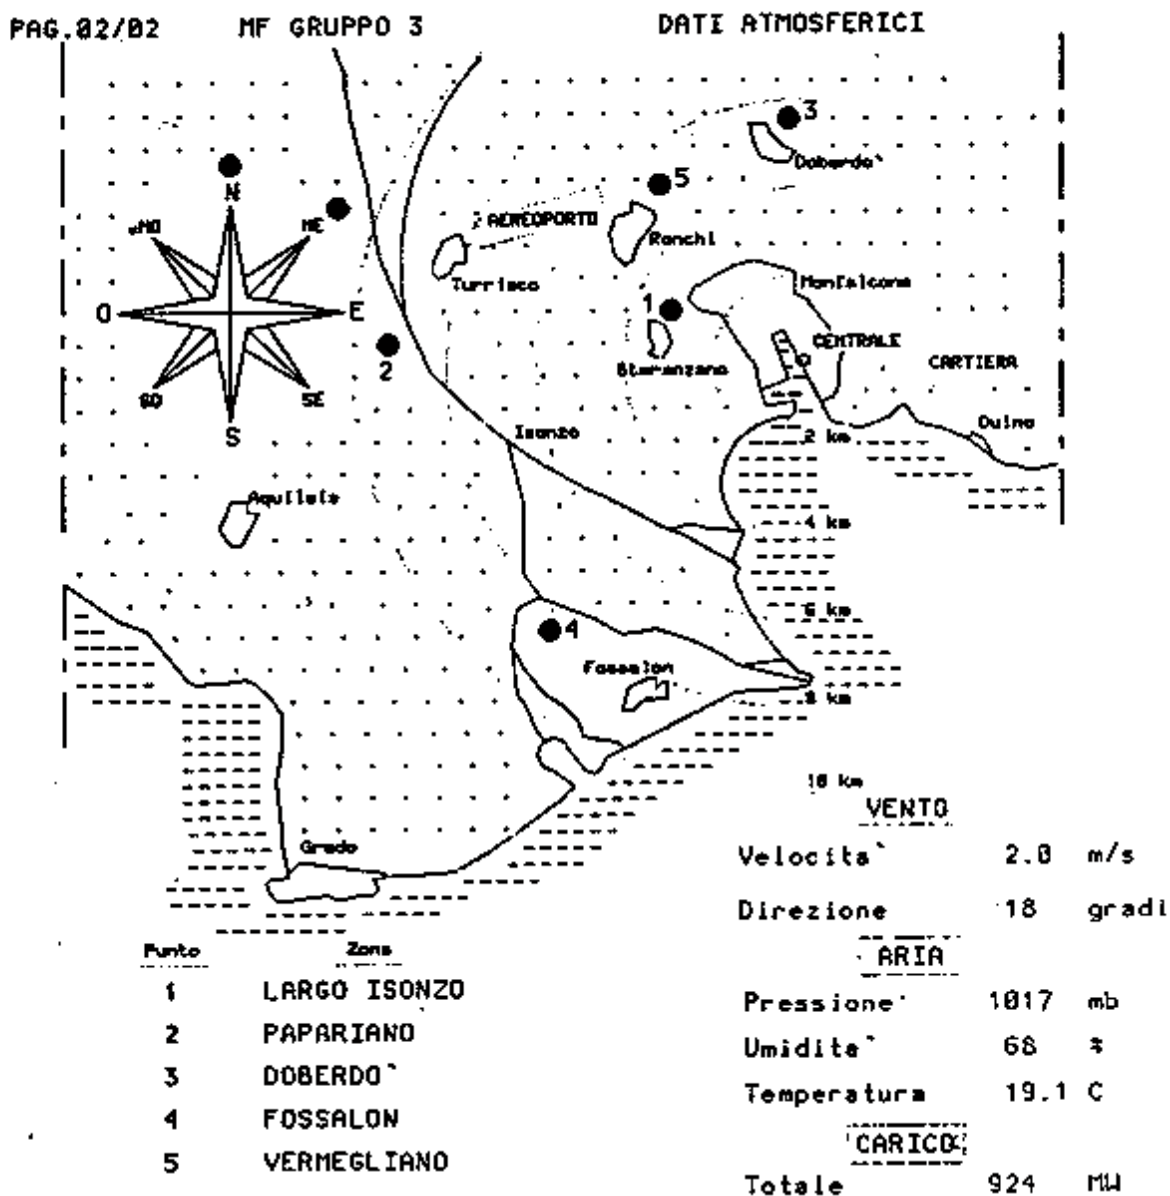 PAG.02/02 MF GRUPPO 3 DATI ATMOSFERICI
3
Doberdo`
5
N
NO NE
AEREOPORTO
Ronchi
Turriaco
Monfalcone
1
O E
CENTRALE
2
Staranzano
CARTIERA
SO SE
S
Isonzo
Duino
2 km
Aquileia
4 km
6 km
4
Fossalon
8 km
10 km
VENTO
Grado
Velocita` 2.0 m/s
Direzione 18 gradi
Punto Zona
ARIA
1 LARGO ISONZO
Pressione 1017 mb
2 PAPARIANO
Umidita` 68 %
3 DOBERDO`
Temperatura 19.1 C
4 FOSSALON
CARICO
5 VERMEGLIANO
Totale 924 MW